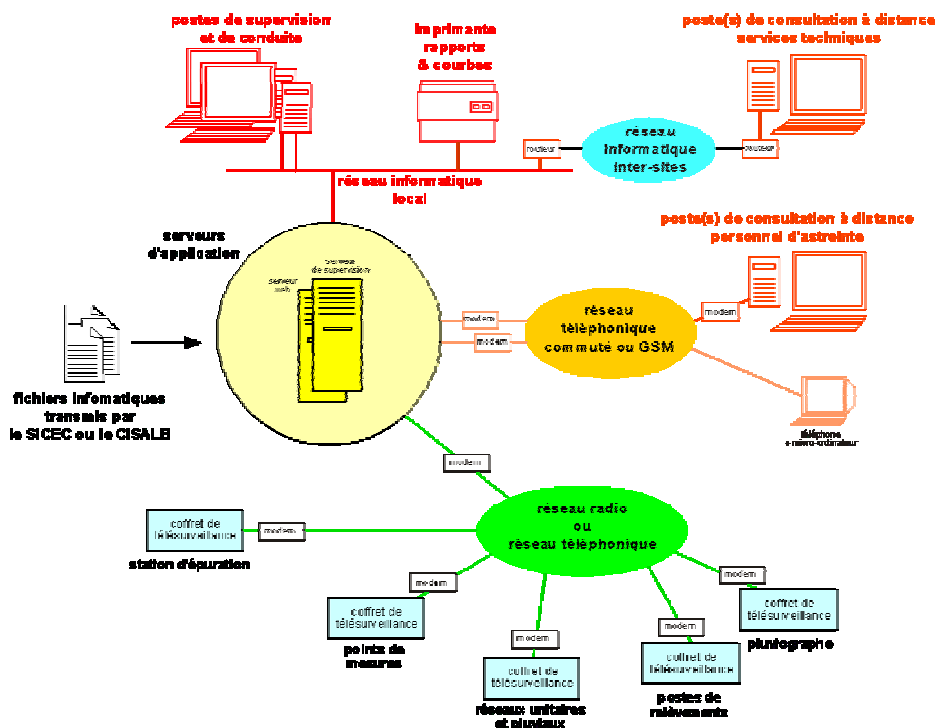 postes de supervision
et de conduite
imprimante
rapports
& courbes
poste(s) de consultation à distance
services techniques
routeur
réseau
informatique
inter-sites
routeur
réseau informatique
local
serveurs
d'application
serveur
de supervision
serveur
web
poste(s) de consultation à distance
personnel d'astreinte
modem
modem
réseau
téléphonique
commuté ou GSM
modem
fichiers infomatiques
transmis par
le SICEC ou le CISALB
téléphone
+ micro-ordinateur
modem
réseau radio
ou
réseau téléphonique
coffret de
télésurveillance
modem
station d'épuration
modem
coffret de
télésurveillance
points de
mesures
modem
coffret de
télésurveillance
réseaux unitaires
et pluviaux
modem
coffret de
télésurveillance
postes de
relèvements
modem
coffret de
télésurveillance
pluviographe